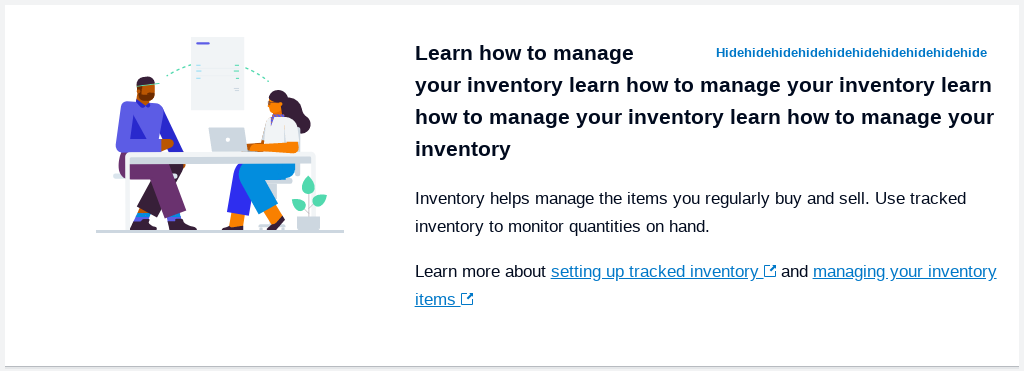 Learn how to manage
Hidehidehidehidehidehidehidehidehidehide
your inventory learn how to manage your inventory learn
how to manage your inventory learn how to manage your
inventory
Inventory helps manage the items you regularly buy and sell. Use tracked
inventory to monitor quantities on hand.
Learn more about setting up tracked inventory and managing your inventory
items